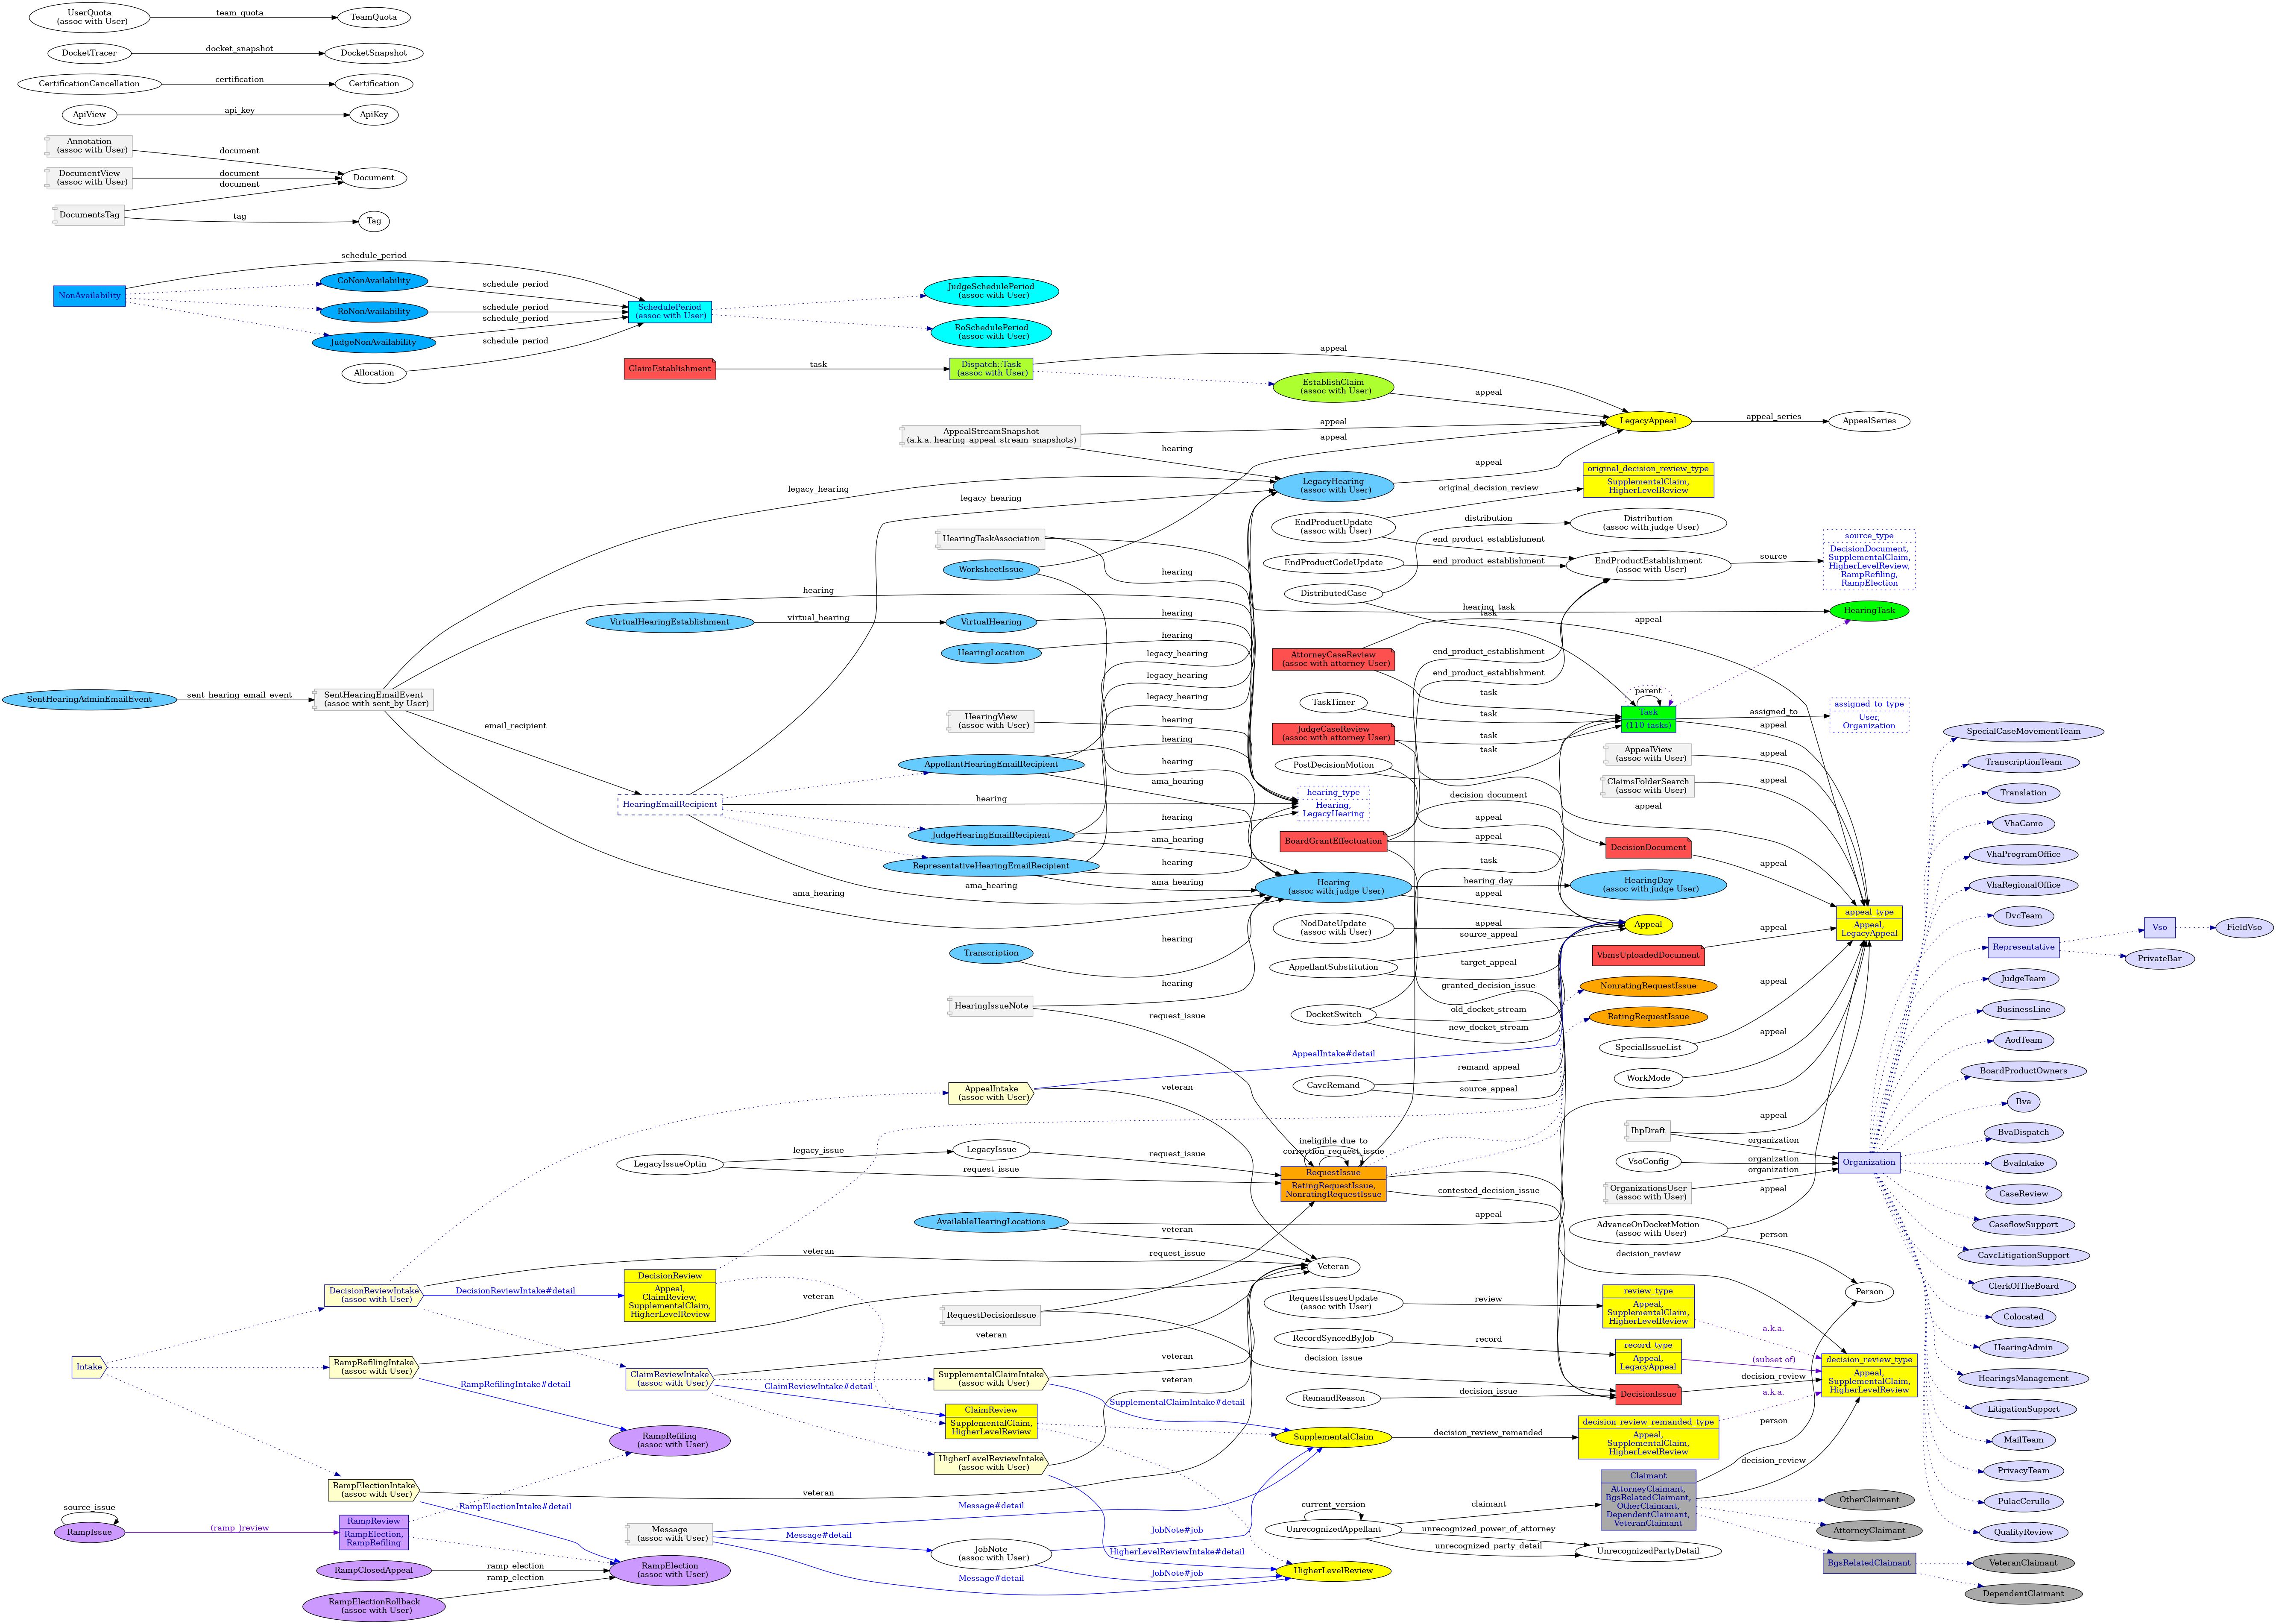 UserQuota
(assoc with User)
team_quota
TeamQuota
DocketTracer
docket_snapshot
DocketSnapshot
CertificationCancellation
certification
Certification
ApiView
api_key
ApiKey
Annotation
(assoc with User)
document
DocumentView
(assoc with User)
document
document
Document
DocumentsTag
tag
Tag
schedule_period
NonAvailability
CoNonAvailability
schedule_period
RoNonAvailability
schedule_period
JudgeNonAvailability
schedule_period
Allocation
schedule_period
SchedulePeriod
(assoc with User)
JudgeSchedulePeriod
(assoc with User)
RoSchedulePeriod
(assoc with User)
ClaimEstablishment
task
Dispatch::Task
(assoc with User)
appeal
EstablishClaim
(assoc with User)
appeal
LegacyAppeal
appeal_series
AppealSeries
AppealStreamSnapshot
(a.k.a. hearing_appeal_stream_snapshots)
appeal
appeal
hearing
LegacyHearing
(assoc with User)
appeal
original_decision_review_type
SupplementalClaim,
HigherLevelReview
legacy_hearing
legacy_hearing
original_decision_review
EndProductUpdate
(assoc with User)
distribution
Distribution
(assoc with judge User)
end_product_establishment
HearingTaskAssociation
EndProductCodeUpdate
end_product_establishment
EndProductEstablishment
(assoc with User)
source
source_type
DecisionDocument,
SupplementalClaim,
HigherLevelReview,
RampRefiling,
RampElection
WorksheetIssue
hearing
DistributedCase
hearing
hearing_task
task
HearingTask
VirtualHearingEstablishment
virtual_hearing
VirtualHearing
hearing
appeal
HearingLocation
hearing
legacy_hearing
AttorneyCaseReview
(assoc with attorney User)
end_product_establishment
end_product_establishment
legacy_hearing
task
parent
SentHearingAdminEmailEvent
sent_hearing_email_event
SentHearingEmailEvent
(assoc with sent_by User)
legacy_hearing
TaskTimer
task
Task
(110 tasks)
assigned_to
appeal
assigned_to_type
User,
Organization
email_recipient
HearingView
(assoc with User)
hearing
JudgeCaseReview
(assoc with attorney User)
task
task
AppealView
(assoc with User)
appeal
hearing
AppellantHearingEmailRecipient
hearing
PostDecisionMotion
ClaimsFolderSearch
(assoc with User)
appeal
ama_hearing
HearingEmailRecipient
hearing
hearing_type
Hearing,
LegacyHearing
decision_document
appeal
hearing
appeal
JudgeHearingEmailRecipient
ama_hearing
BoardGrantEffectuation
appeal
DecisionDocument
appeal
RepresentativeHearingEmailRecipient
hearing
task
ama_hearing
ama_hearing
ama_hearing
Hearing
(assoc with judge User)
hearing_day
HearingDay
(assoc with judge User)
appeal
appeal_type
Appeal,
LegacyAppeal
NodDateUpdate
(assoc with User)
appeal
source_appeal
Appeal
appeal
Transcription
hearing
AppellantSubstitution
target_appeal
VbmsUploadedDocument
hearing
granted_decision_issue
NonratingRequestIssue
appeal
HearingIssueNote
request_issue
DocketSwitch
old_docket_stream
new_docket_stream
RatingRequestIssue
appeal
SpecialIssueList
AppealIntake#detail
remand_appeal
WorkMode
AppealIntake
(assoc with User)
veteran
CavcRemand
source_appeal
appeal
IhpDraft
organization
ineligible_due_to
correction_request_issue
LegacyIssueOptin
legacy_issue
LegacyIssue
request_issue
request_issue
RequestIssue
RatingRequestIssue,
NonratingRequestIssue
VsoConfig
organization
organization
Organization
OrganizationsUser
(assoc with User)
contested_decision_issue
appeal
AvailableHearingLocations
appeal
veteran
AdvanceOnDocketMotion
(assoc with User)
person
decision_review
SpecialCaseMovementTeam
TranscriptionTeam
Translation
VhaCamo
VhaProgramOffice
VhaRegionalOffice
DvcTeam
Representative
Vso
FieldVso
PrivateBar
JudgeTeam
BusinessLine
AodTeam
BoardProductOwners
Bva
BvaDispatch
BvaIntake
CaseReview
CaseflowSupport
CavcLitigationSupport
ClerkOfTheBoard
Colocated
HearingAdmin
HearingsManagement
LitigationSupport
MailTeam
PrivacyTeam
PulacCerullo
QualityReview
veteran
request_issue
Veteran
DecisionReviewIntake
(assoc with User)
DecisionReviewIntake#detail
DecisionReview
Appeal,
ClaimReview,
SupplementalClaim,
HigherLevelReview
veteran
RequestDecisionIssue
RequestIssuesUpdate
(assoc with User)
review
review_type
Appeal,
SupplementalClaim,
HigherLevelReview
Person
a.k.a.
veteran
RecordSyncedByJob
record
record_type
Appeal,
LegacyAppeal
(subset of)
decision_review_type
Appeal,
SupplementalClaim,
HigherLevelReview
decision_issue
Intake
RampRefilingIntake
(assoc with User)
RampRefilingIntake#detail
ClaimReviewIntake
(assoc with User)
ClaimReviewIntake#detail
SupplementalClaimIntake
(assoc with User)
veteran
veteran
SupplementalClaimIntake#detail
RemandReason
decision_issue
DecisionIssue
decision_review
a.k.a.
ClaimReview
SupplementalClaim,
HigherLevelReview
RampRefiling
(assoc with User)
SupplementalClaim
decision_review_remanded
decision_review_remanded_type
Appeal,
SupplementalClaim,
HigherLevelReview
person
decision_review
HigherLevelReviewIntake
(assoc with User)
RampElectionIntake
(assoc with User)
veteran
RampElectionIntake#detail
Message#detail
Claimant
AttorneyClaimant,
BgsRelatedClaimant,
OtherClaimant,
DependentClaimant,
VeteranClaimant
OtherClaimant
source_issue
RampIssue
(ramp_)review
RampReview
RampElection,
RampRefiling
Message
(assoc with User)
Message#detail
JobNote#job
current_version
UnrecognizedAppellant
claimant
unrecognized_power_of_attorney
unrecognized_party_detail
UnrecognizedPartyDetail
AttorneyClaimant
JobNote
(assoc with User)
HigherLevelReviewIntake#detail
BgsRelatedClaimant
VeteranClaimant
RampClosedAppeal
ramp_election
ramp_election
RampElection
(assoc with User)
Message#detail
JobNote#job
HigherLevelReview
DependentClaimant
RampElectionRollback
(assoc with User)